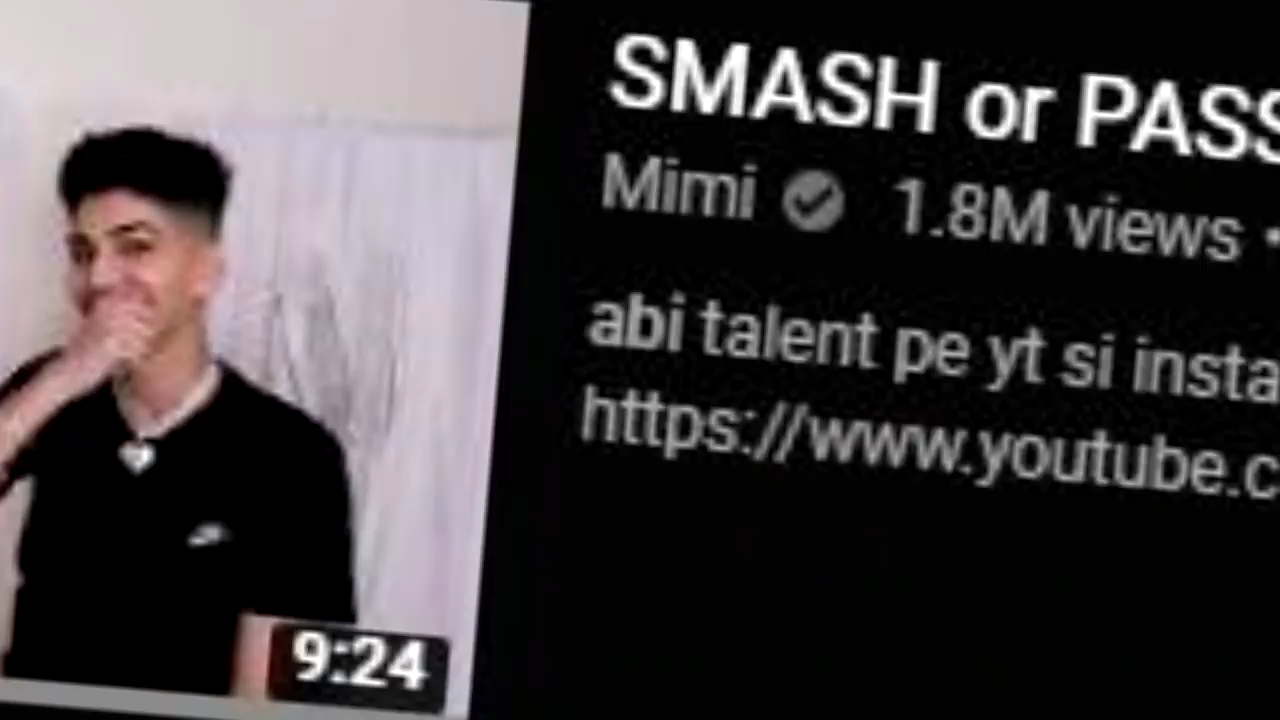 SMASH or PASS
Mimi 1.8M views •
abi talent pe yt si insta
https://www.youtube.c
9:24